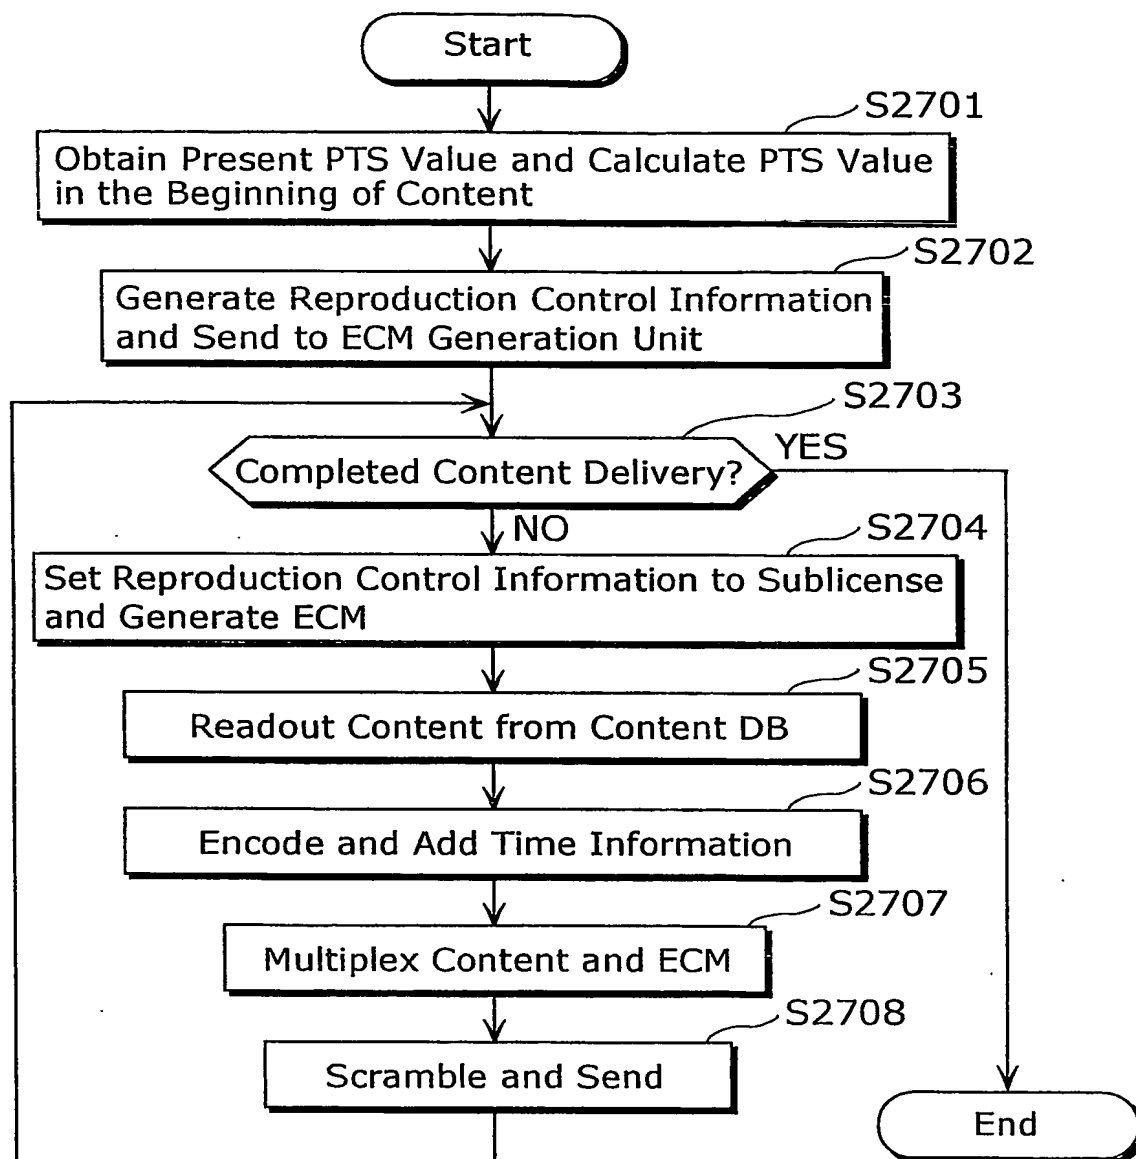 Start
S2701
Obtain Present PTS Value and Calculate PTS Value
in the Beginning of Content
S2702
Generate Reproduction Control Information
and Send to ECM Generation Unit
S2703
Completed Content Delivery?
YES
NO
S2704
Set Reproduction Control Information to Sublicense
and Generate ECM
S2705
Readout Content from Content DB
S2706
Encode and Add Time Information
S2707
Multiplex Content and ECM
S2708
Scramble and Send
End